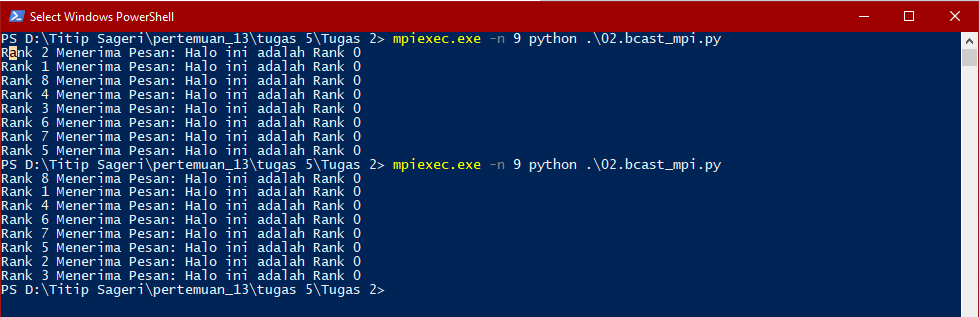 Select Windows PowerShell
PS D:\Titip Sageri\pertemuan_13\tugas 5\Tugas 2> mpiexec.exe -n 9 python .\02.bcast_mpi.py
Rank 2 Menerima Pesan: Halo ini adalah Rank 0
Rank 1 Menerima Pesan: Halo ini adalah Rank 0
Rank 8 Menerima Pesan: Halo ini adalah Rank 0
Rank 4 Menerima Pesan: Halo ini adalah Rank 0
Rank 3 Menerima Pesan: Halo ini adalah Rank 0
Rank 6 Menerima Pesan: Halo ini adalah Rank 0
Rank 7 Menerima Pesan: Halo ini adalah Rank 0
Rank 5 Menerima Pesan: Halo ini adalah Rank 0
PS D:\Titip Sageri\pertemuan_13\tugas 5\Tugas 2> mpiexec.exe -n 9 python .\02.bcast_mpi.py
Rank 8 Menerima Pesan: Halo ini adalah Rank 0
Rank 1 Menerima Pesan: Halo ini adalah Rank 0
Rank 4 Menerima Pesan: Halo ini adalah Rank 0
Rank 6 Menerima Pesan: Halo ini adalah Rank 0
Rank 7 Menerima Pesan: Halo ini adalah Rank 0
Rank 5 Menerima Pesan: Halo ini adalah Rank 0
Rank 2 Menerima Pesan: Halo ini adalah Rank 0
Rank 3 Menerima Pesan: Halo ini adalah Rank 0
PS D:\Titip Sageri\pertemuan_13\tugas 5\Tugas 2>